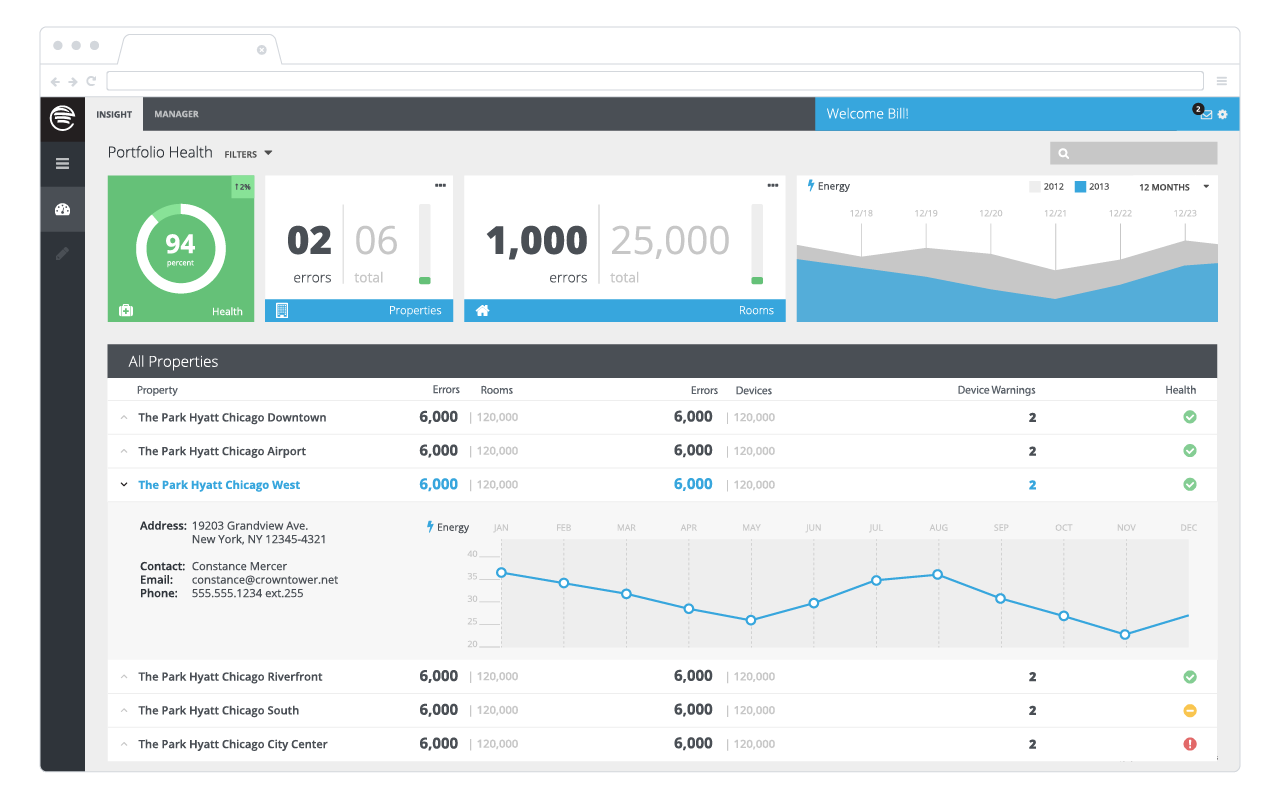 INSIGHT MANAGER Welcome Bill! 2
Portfolio Health FILTERS
↑2%
94
percent
Health
02 06
errors total
Properties
1,000 25,000
errors total
Rooms
Energy 2012 2013 12 MONTHS
12/18 12/19 12/20 12/21 12/22 12/23
All Properties
Property Errors Rooms Errors Devices Device Warnings Health
The Park Hyatt Chicago Downtown 6,000 | 120,000 6,000 | 120,000 2
The Park Hyatt Chicago Airport 6,000 | 120,000 6,000 | 120,000 2
The Park Hyatt Chicago West 6,000 | 120,000 6,000 | 120,000 2
Address: 19203 Grandview Ave.
New York, NY 12345-4321
Contact: Constance Mercer
Email: constance@crowntower.net
Phone: 555.555.1234 ext.255
Energy JAN FEB MAR APR MAY JUN JUL AUG SEP OCT NOV DEC
40
35
30
25
20
The Park Hyatt Chicago Riverfront 6,000 | 120,000 6,000 | 120,000 2
The Park Hyatt Chicago South 6,000 | 120,000 6,000 | 120,000 2
The Park Hyatt Chicago City Center 6,000 | 120,000 6,000 | 120,000 2